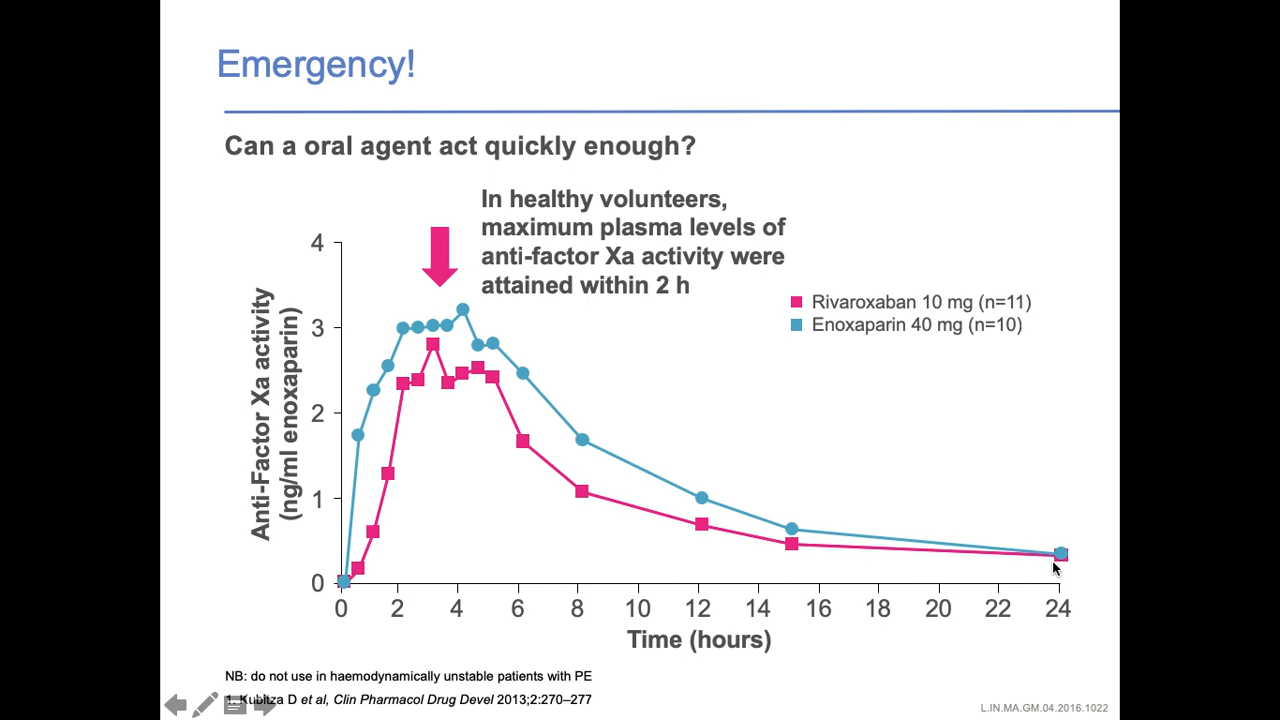 Emergency!
Can a oral agent act quickly enough?
In healthy volunteers,
maximum plasma levels of
anti-factor Xa activity were
attained within 2 h
Rivaroxaban 10 mg (n=11)
Enoxaparin 40 mg (n=10)
Anti-Factor Xa activity
(ng/ml enoxaparin)
4
3
2
1
0
0 2 4 6 8 10 12 14 16 18 20 22 24
Time (hours)
NB: do not use in haemodynamically unstable patients with PE
1. Kubitza D et al, Clin Pharmacol Drug Devel 2013;2:270–277
L.IN.MA.GM.04.2016.1022